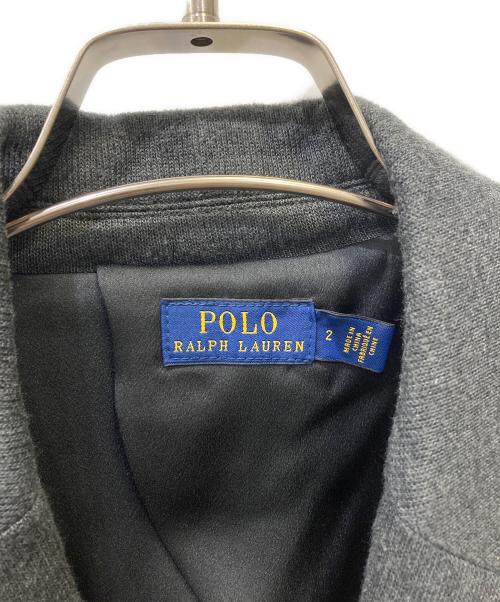 POLO
RALPH LAUREN
2
MADE IN
CHINA
FABRIQUÉ EN
CHINE